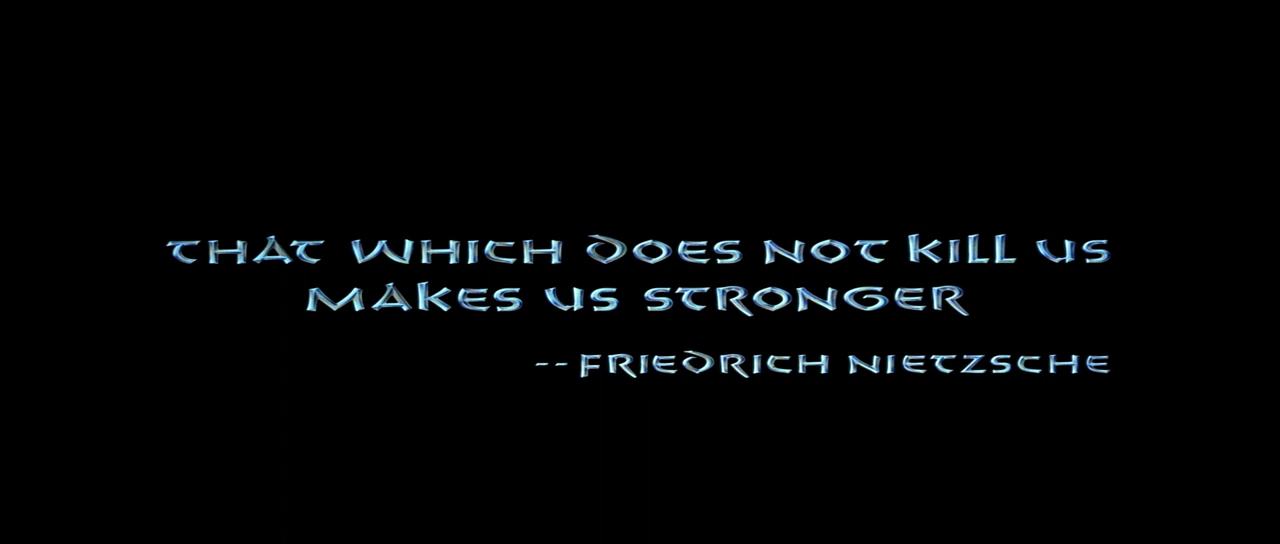 THAT WHICH DOES NOT KILL US
MAKES US STRONGER
--FRIEDRICH NIETZSCHE